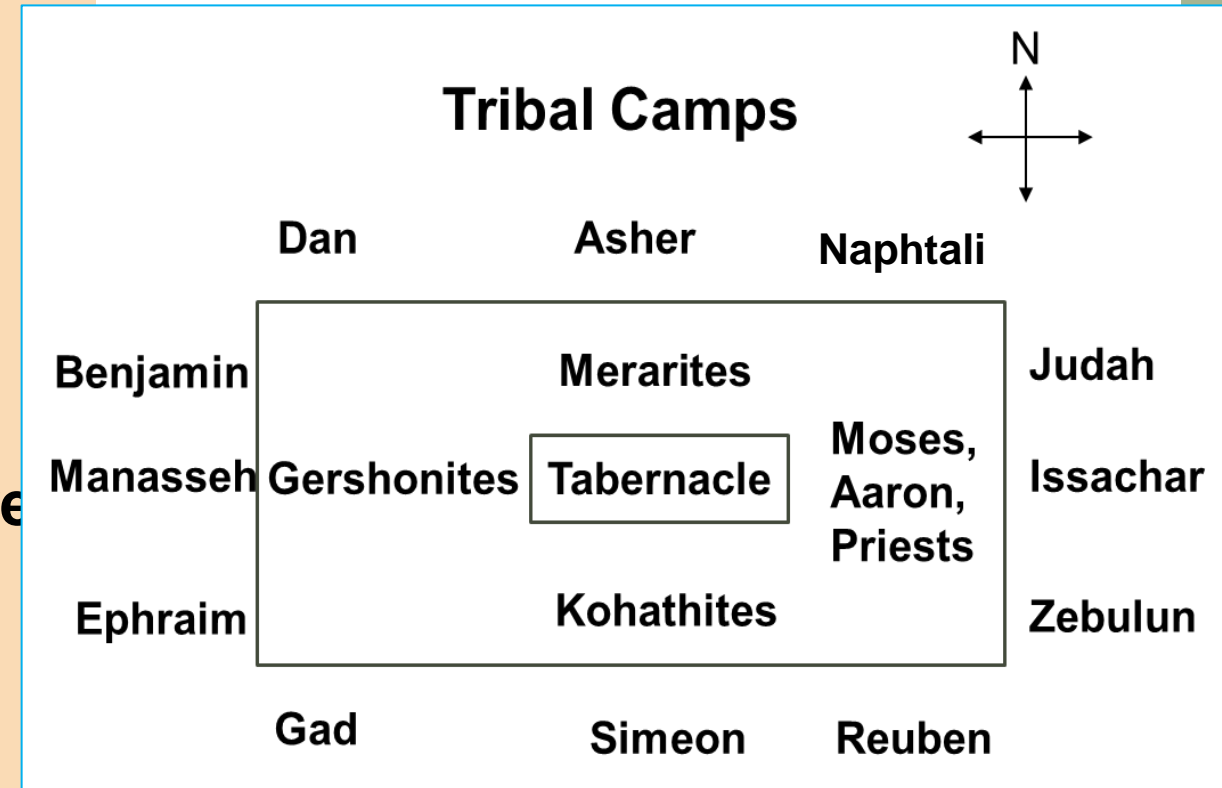 N
Tribal Camps
Dan Asher Naphtali
Benjamin Merarites Judah
Manasseh Gershonites Tabernacle Moses,
Aaron,
Priests Issachar
Ephraim Kohathites Zebulun
Gad Simeon Reuben
e